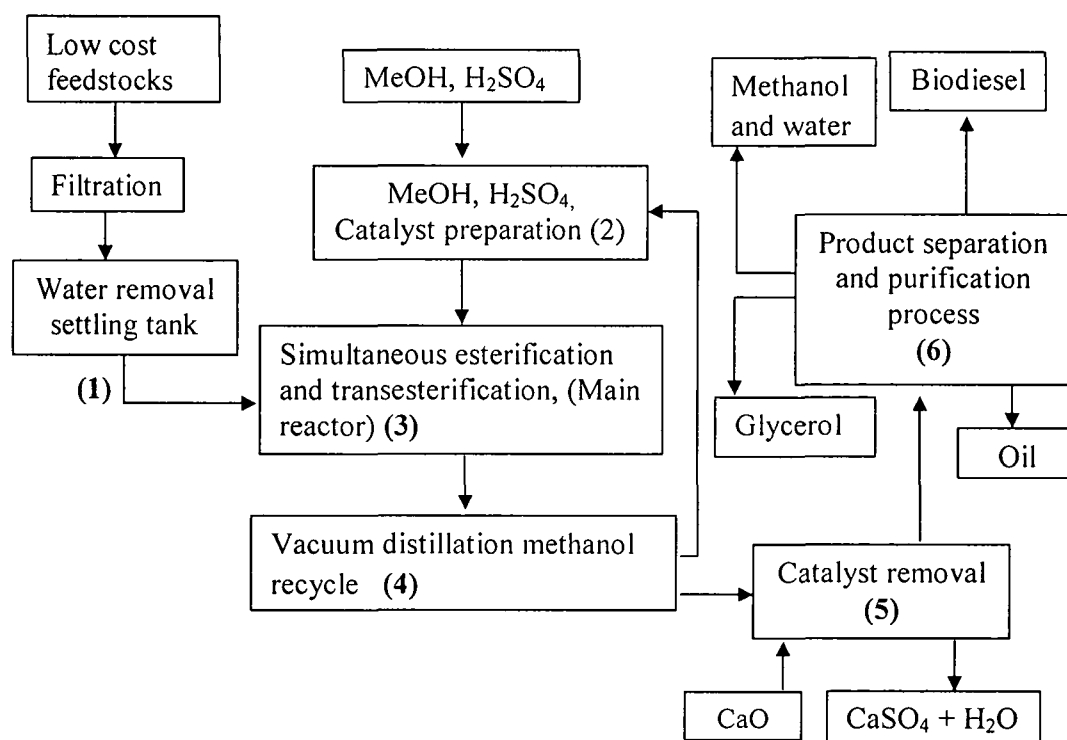 Low cost
feedstocks
Filtration
Water removal
settling tank
(1)
MeOH, H₂SO₄
MeOH, H₂SO₄,
Catalyst preparation (2)
Simultaneous esterification
and transesterification, (Main
reactor) (3)
Vacuum distillation methanol
recycle (4)
Catalyst removal
(5)
CaO
CaSO₄ + H₂O
Product separation
and purification
process
(6)
Methanol
and water
Biodiesel
Glycerol
Oil